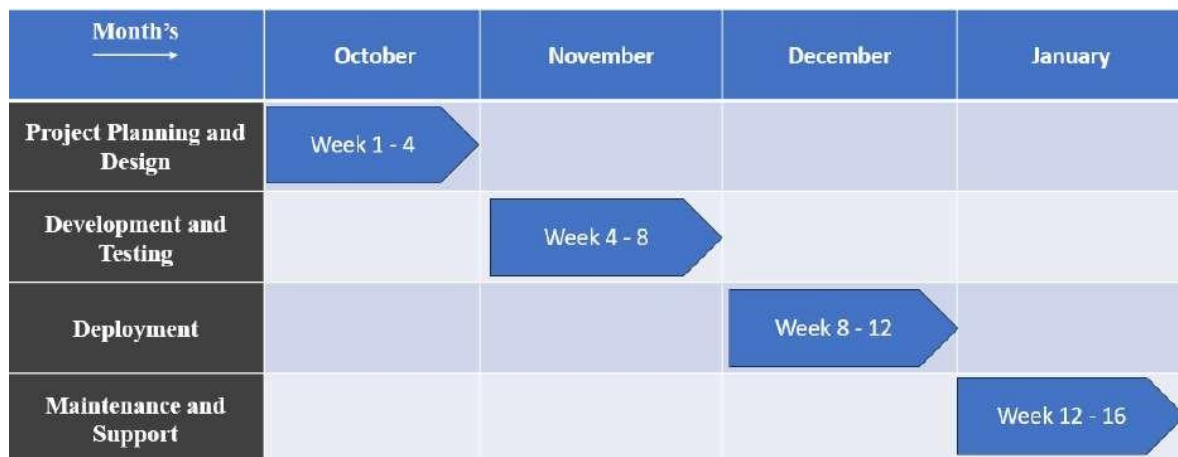 Month's
October
November
December
January
Project Planning and
Design
Week 1 - 4
Development and
Testing
Week 4 - 8
Deployment
Week 8 - 12
Maintenance and
Support
Week 12 - 16